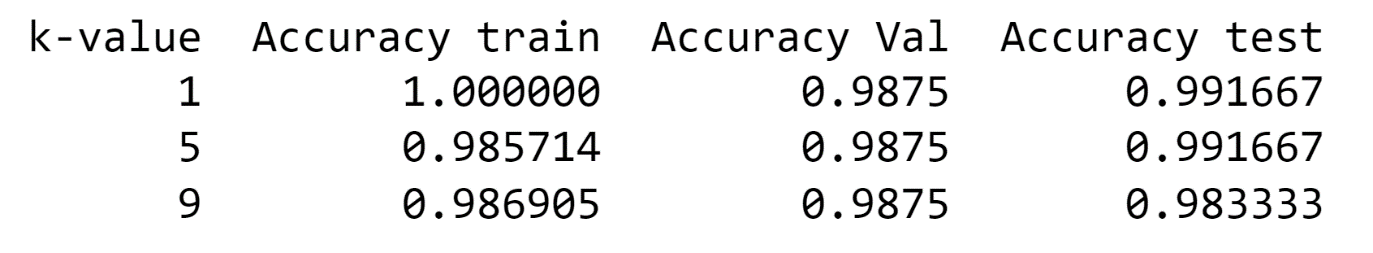 k-value Accuracy train Accuracy Val Accuracy test
1 1.000000 0.9875 0.991667
5 0.985714 0.9875 0.991667
9 0.986905 0.9875 0.983333